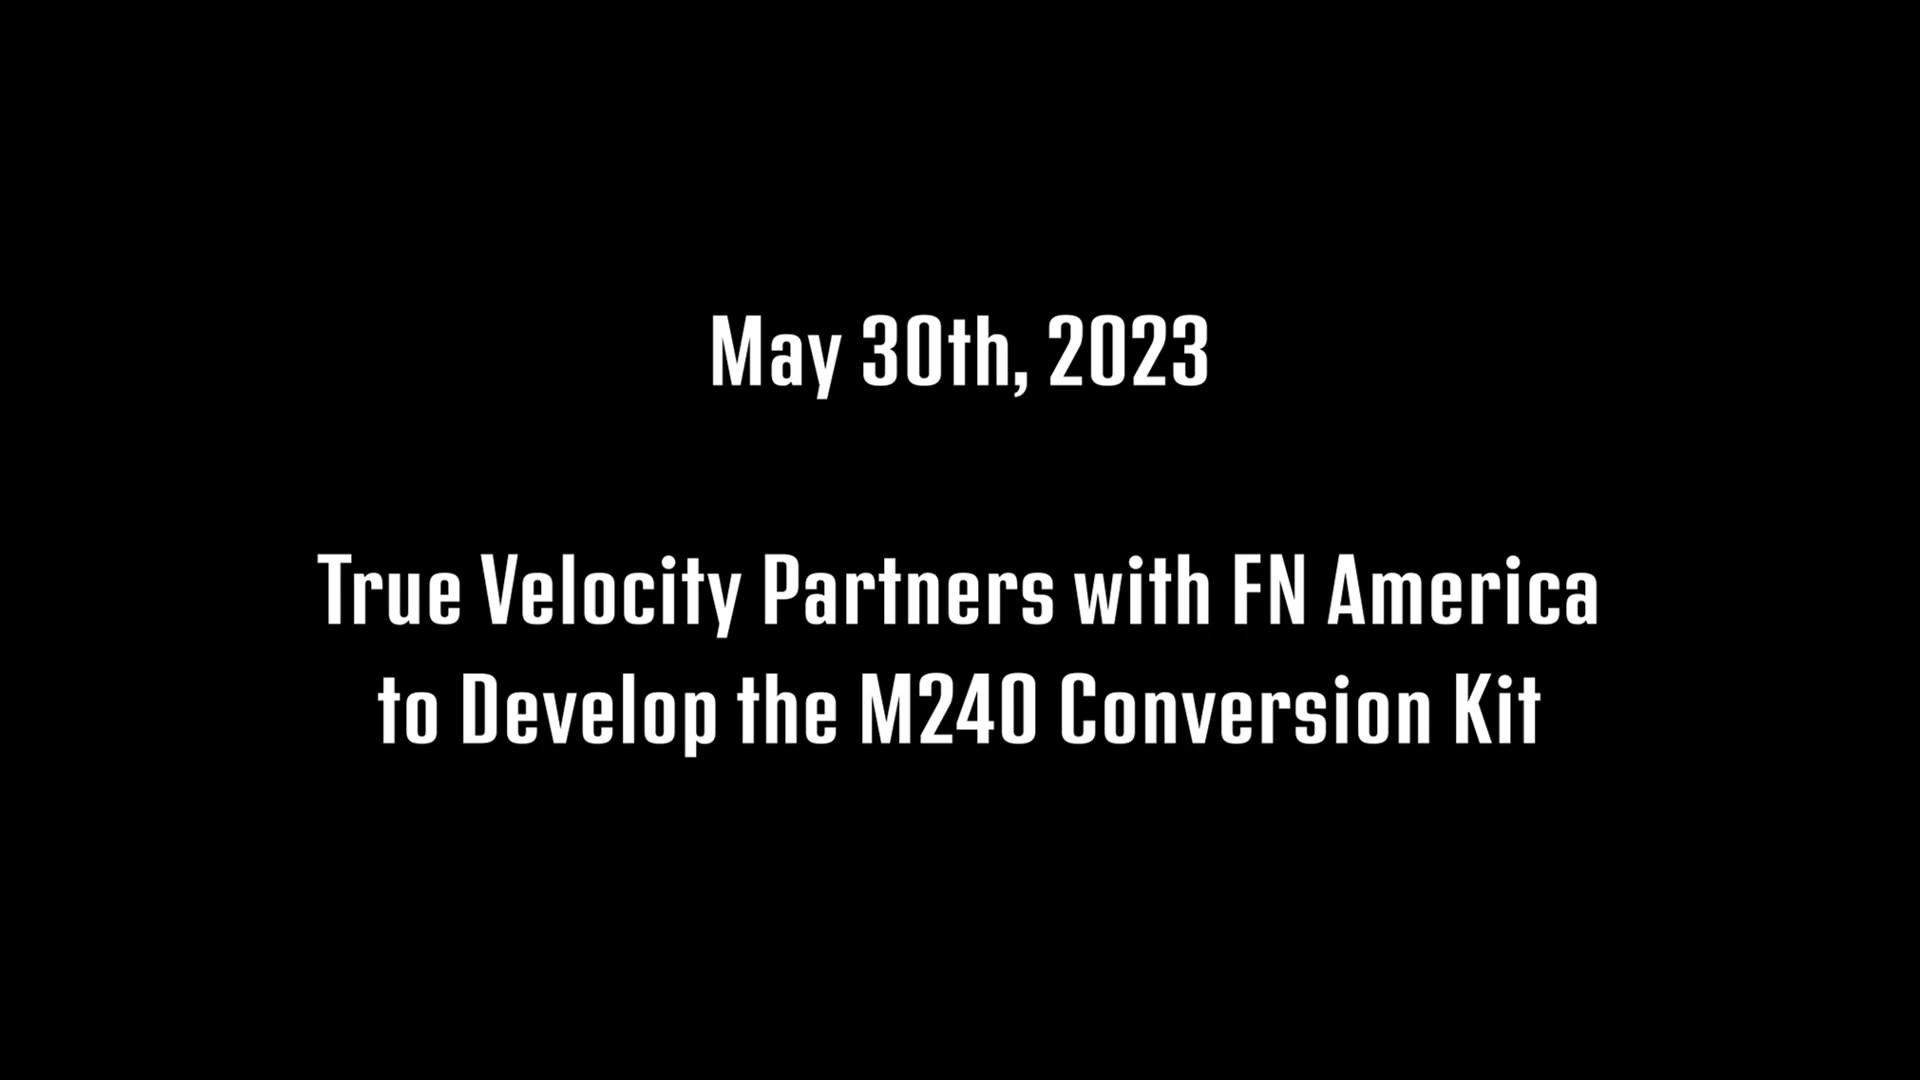 May 30th, 2023
True Velocity Partners with FN America
to Develop the M240 Conversion Kit